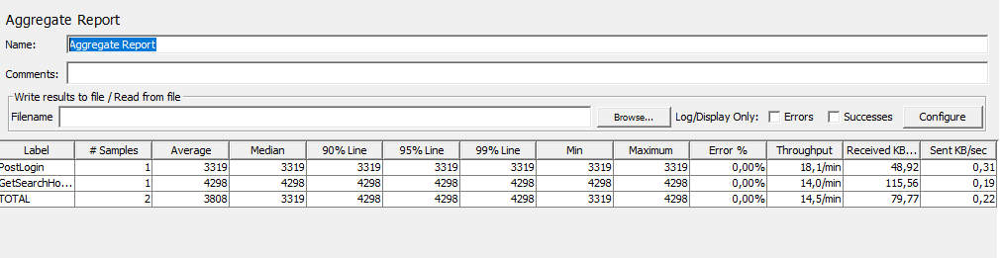 Aggregate Report
Name: Aggregate Report
Comments:
Write results to file / Read from file
Filename Browse... Log/Display Only: Errors Successes Configure
Label # Samples Average Median 90% Line 95% Line 99% Line Min Maximum Error % Throughput Received KB... Sent KB/sec
PostLogin 1 3319 3319 3319 3319 3319 3319 3319 0,00% 18,1/min 48,92 0,31
GetSearchHo... 1 4298 4298 4298 4298 4298 4298 4298 0,00% 14,0/min 115,56 0,19
TOTAL 2 3808 3319 4298 4298 4298 3319 4298 0,00% 14,5/min 79,77 0,22